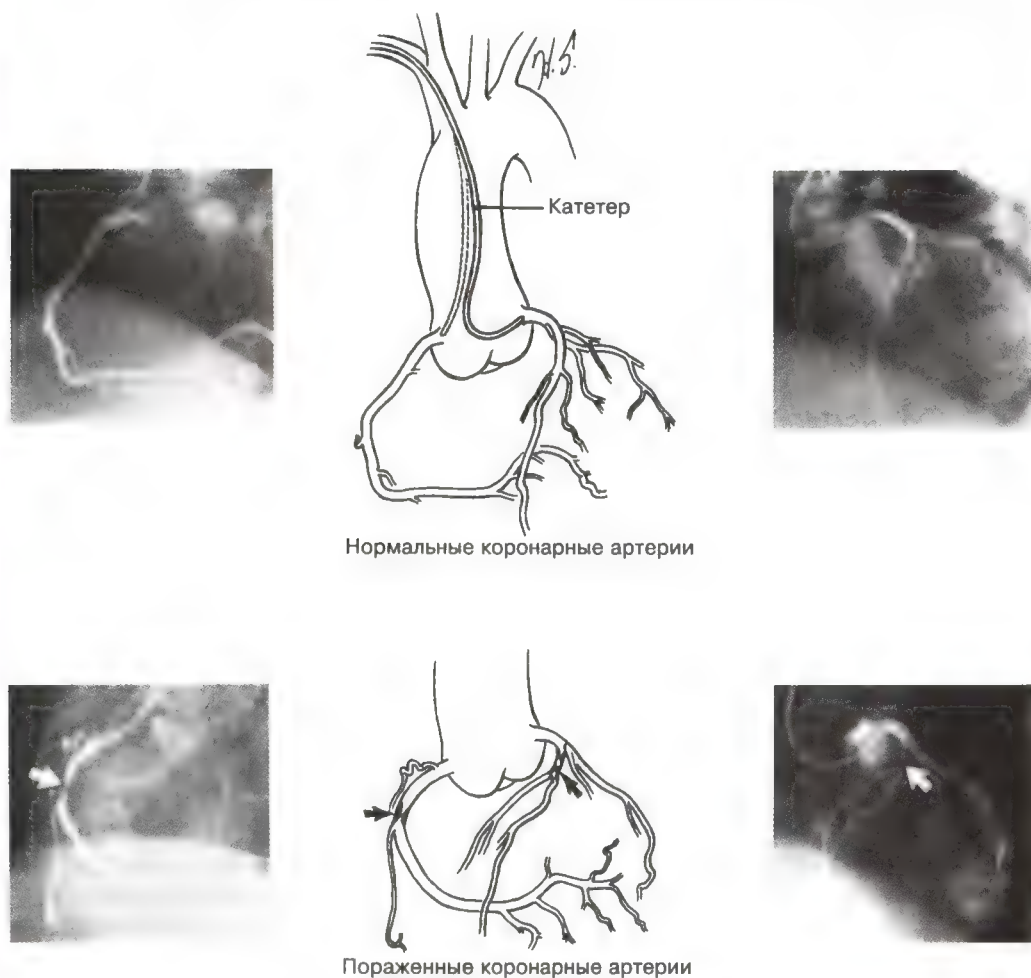 Катетер
Нормальные коронарные артерии
Пораженные коронарные артерии